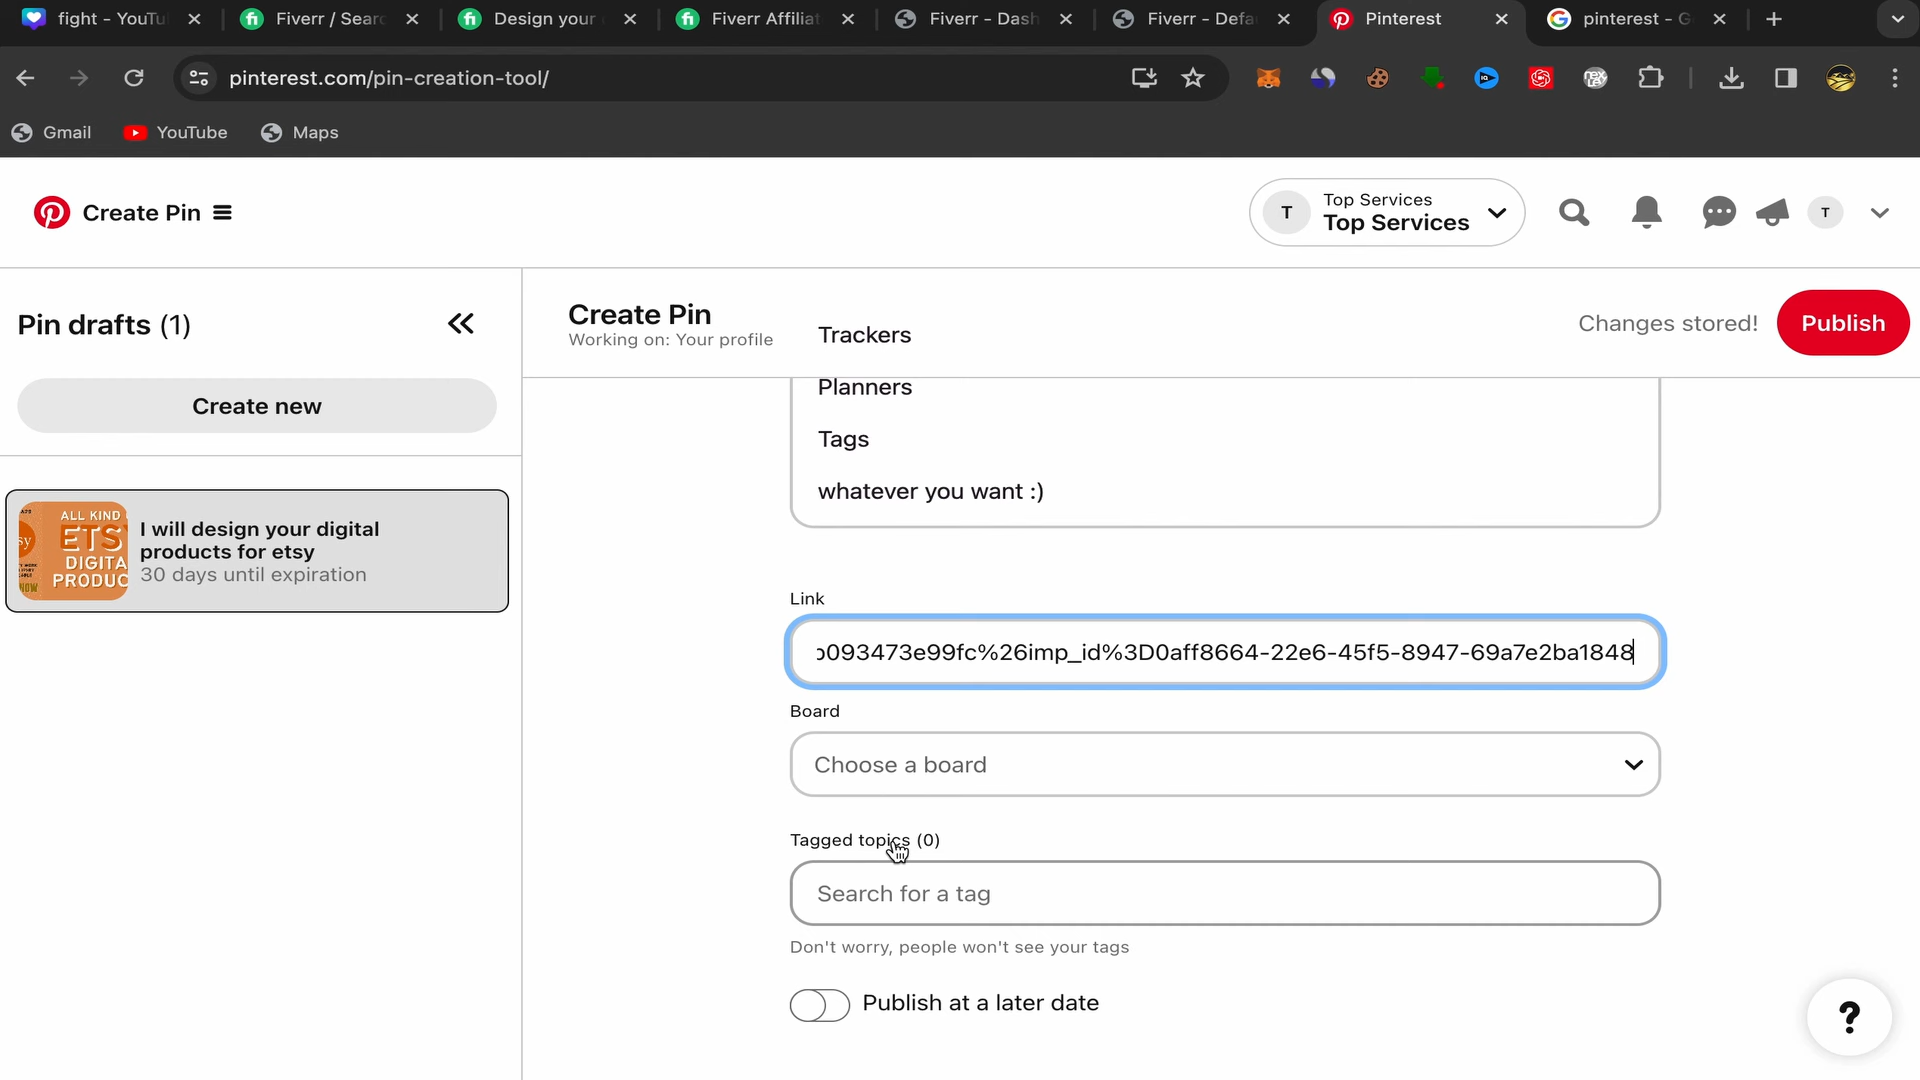 fight - YouTu
Fiverr / Searc
Design your
Fiverr Affiliat
Fiverr - Dash
Fiverr - Defa
Pinterest
pinterest - G
pinterest.com/pin-creation-tool/
Gmail
YouTube
Maps
Create Pin
T
Top Services
Top Services
T
Pin drafts (1)
Create new
ALL KIND
ETS
DIGITA
PRODUC
I will design your digital
products for etsy
30 days until expiration
Create Pin
Working on: Your profile
Changes stored!
Publish
Trackers
Planners
Tags
whatever you want :)
Link
093473e99fc%26imp_id%3D0aff8664-22e6-45f5-8947-69a7e2ba1848
Board
Choose a board
Tagged topics (0)
Search for a tag
Don't worry, people won't see your tags
Publish at a later date
?